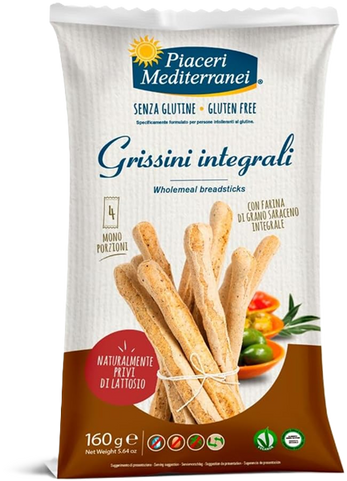 Piaceri
Mediterranei®
SENZA GLUTINE • GLUTEN FREE
Specificamente formulato per persone intolleranti al glutine.
Grissini integrali
Wholemeal breadsticks
4
MONO
PORZIONI
CON FARINA
DI GRANO SARACENO
INTEGRALE
NATURALMENTE
PRIVI
DI LATTOSIO
160 g e
Net Weight 5.64 oz